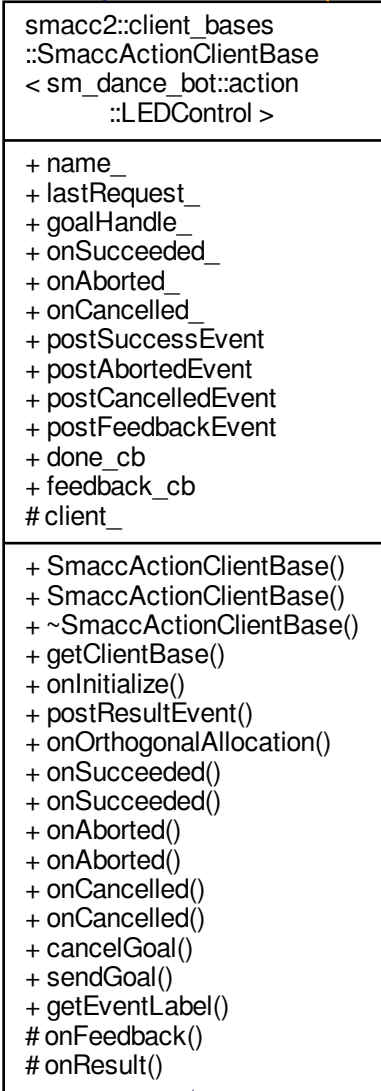 smacc2::client_bases
::SmaccActionClientBase
< sm_dance_bot::action
::LEDControl >
+ name_
+ lastRequest_
+ goalHandle_
+ onSucceeded_
+ onAborted_
+ onCancelled_
+ postSuccessEvent
+ postAbortedEvent
+ postCancelledEvent
+ postFeedbackEvent
+ done_cb
+ feedback_cb
# client_
+ SmaccActionClientBase()
+ SmaccActionClientBase()
+ ~SmaccActionClientBase()
+ getClientBase()
+ onInitialize()
+ postResultEvent()
+ onOrthogonalAllocation()
+ onSucceeded()
+ onSucceeded()
+ onAborted()
+ onAborted()
+ onCancelled()
+ onCancelled()
+ cancelGoal()
+ sendGoal()
+ getEventLabel()
# onFeedback()
# onResult()